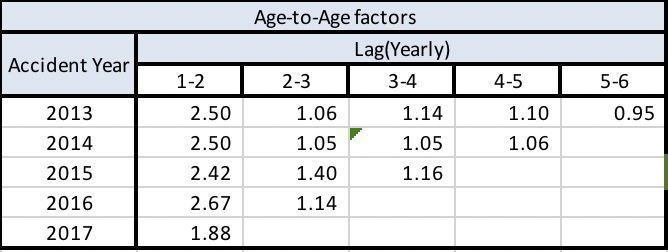 Age-to-Age factors
Accident Year Lag(Yearly)
1-2 2-3 3-4 4-5 5-6
2013 2.50 1.06 1.14 1.10 0.95
2014 2.50 1.05 1.05 1.06
2015 2.42 1.40 1.16
2016 2.67 1.14
2017 1.88